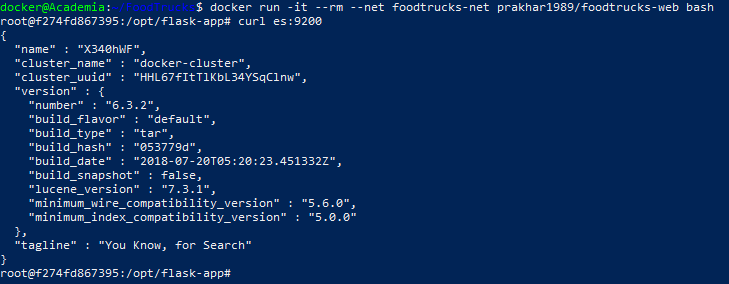 docker@Academia:~/FoodTrucks$ docker run -it --rm --net foodtrucks-net prakhar1989/foodtrucks-web bash
root@f274fd867395:/opt/flask-app# curl es:9200
{
  "name" : "X340hWF",
  "cluster_name" : "docker-cluster",
  "cluster_uuid" : "HHL67fItTlKbL34YSqClnw",
  "version" : {
    "number" : "6.3.2",
    "build_flavor" : "default",
    "build_type" : "tar",
    "build_hash" : "053779d",
    "build_date" : "2018-07-20T05:20:23.451332Z",
    "build_snapshot" : false,
    "lucene_version" : "7.3.1",
    "minimum_wire_compatibility_version" : "5.6.0",
    "minimum_index_compatibility_version" : "5.0.0"
  },
  "tagline" : "You Know, for Search"
}
root@f274fd867395:/opt/flask-app#